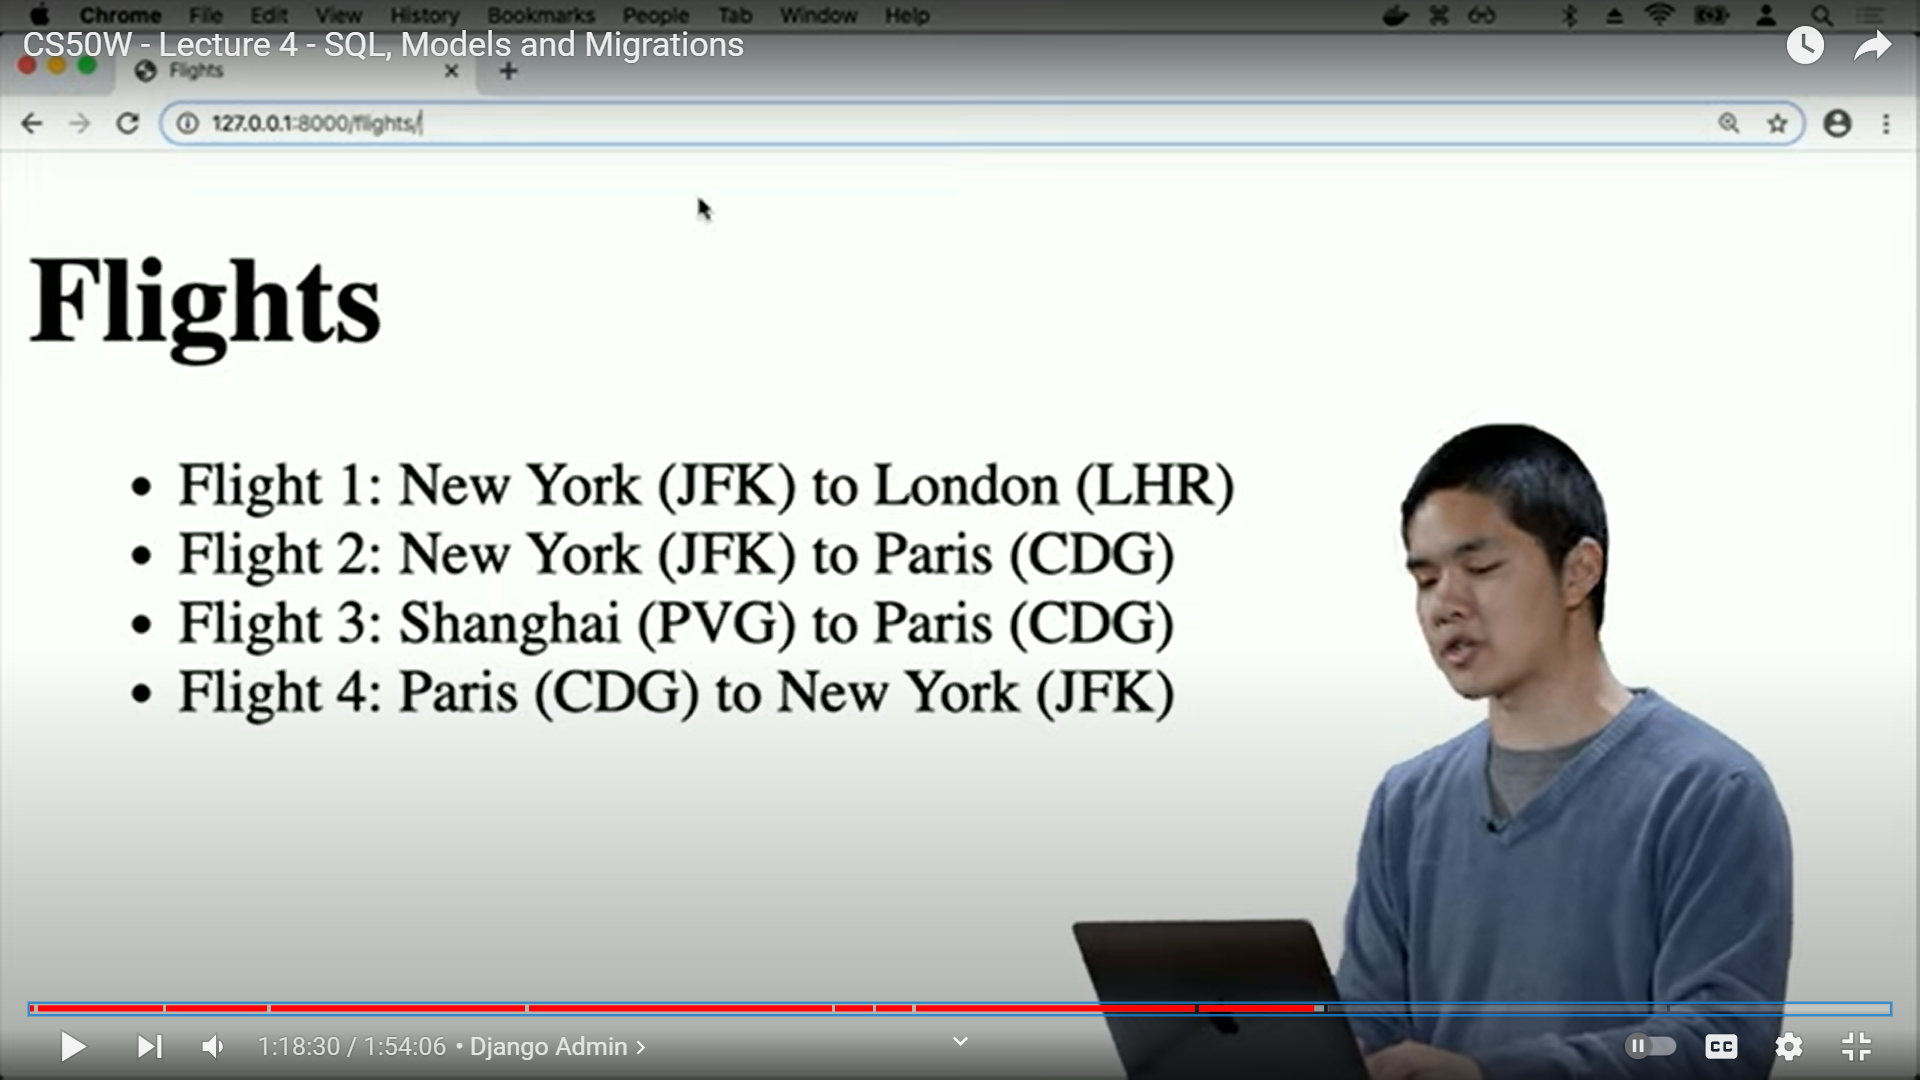 Chrome File Edit View History Bookmarks People Tab Window Help
CS50W - Lecture 4 - SQL, Models and Migrations
Flights
127.0.0.1:8000/flights/
Flights
• Flight 1: New York (JFK) to London (LHR)
• Flight 2: New York (JFK) to Paris (CDG)
• Flight 3: Shanghai (PVG) to Paris (CDG)
• Flight 4: Paris (CDG) to New York (JFK)
1:18:30 / 1:54:06 • Django Admin
CC